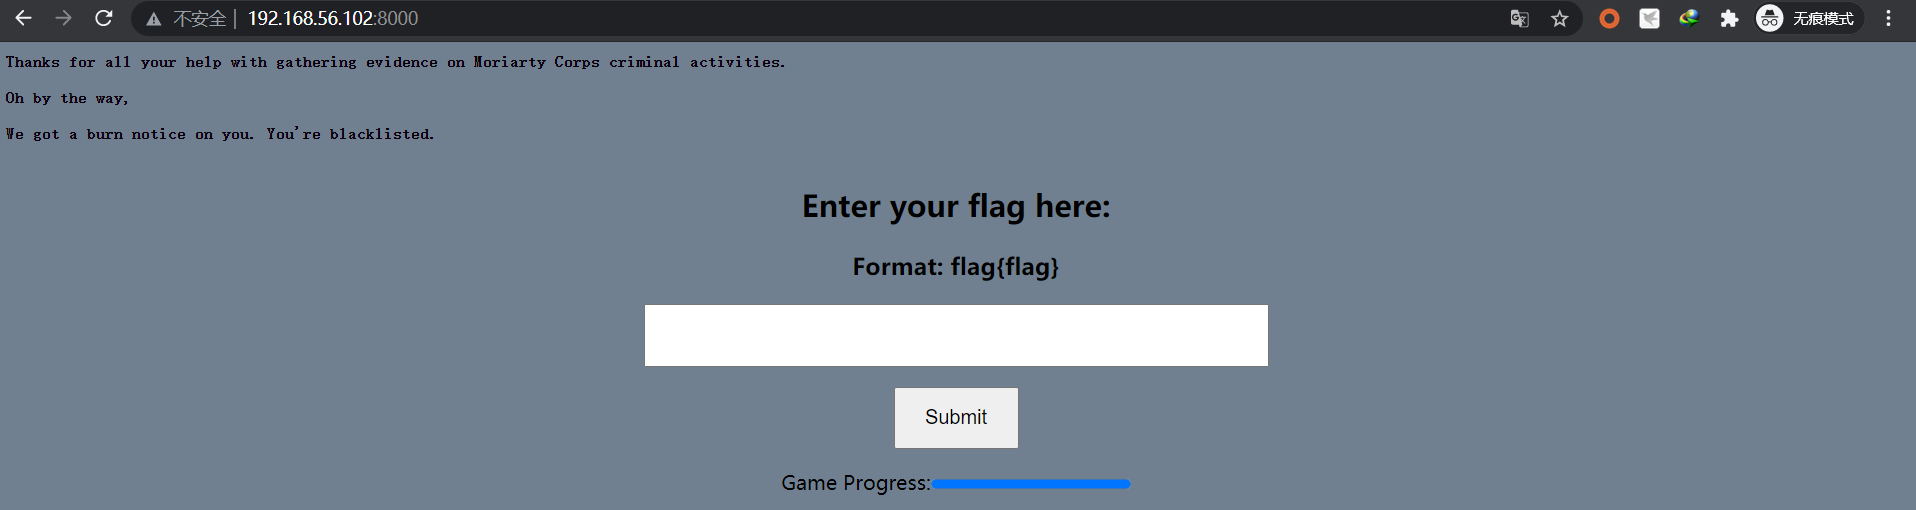 不安全 | 192.168.56.102:8000
无痕模式
Thanks for all your help with gathering evidence on Moriarty Corps criminal activities.
Oh by the way,
We got a burn notice on you. You're blacklisted.
Enter your flag here:
Format: flag{flag}
Submit
Game Progress: